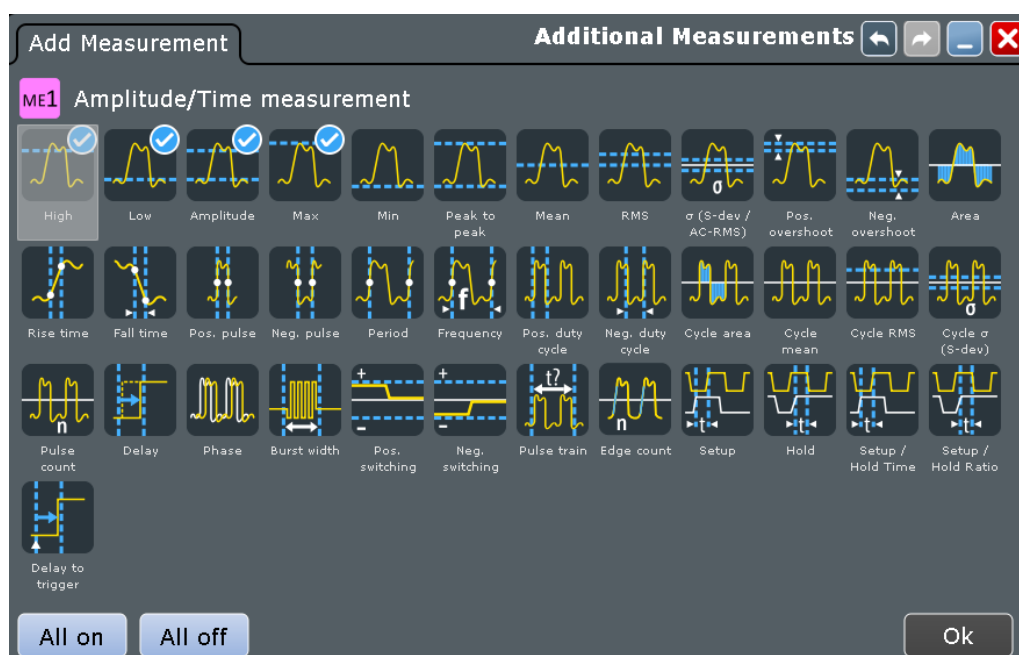 Add Measurement
Additional Measurements
ME1 Amplitude/Time measurement
σ
High Low Amplitude Max Min Peak to peak Mean RMS σ (S-dev / AC-RMS) Pos. overshoot Neg. overshoot Area
f
σ
Rise time Fall time Pos. pulse Neg. pulse Period Frequency Pos. duty cycle Neg. duty cycle Cycle area Cycle mean Cycle RMS Cycle σ (S-dev)
n
+
-
+
-
t?
n
t
t
t
t
Pulse count Delay Phase Burst width Pos. switching Neg. switching Pulse train Edge count Setup Hold Setup / Hold Time Setup / Hold Ratio
Delay to
trigger
All on All off Ok